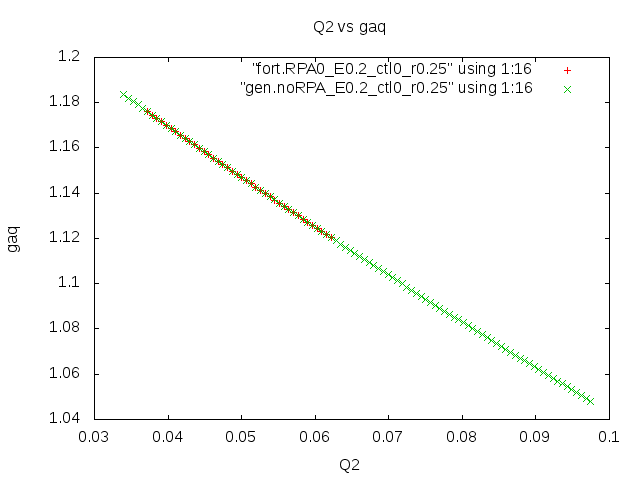 Q2 vs gaq
"fort.RPA0_E0.2_ctl0_r0.25" using 1:16
"gen.noRPA_E0.2_ctl0_r0.25" using 1:16
1.2
1.18
1.16
1.14
1.12
1.1
1.08
1.06
1.04
gaq
0.03 0.04 0.05 0.06 0.07 0.08 0.09 0.1
Q2